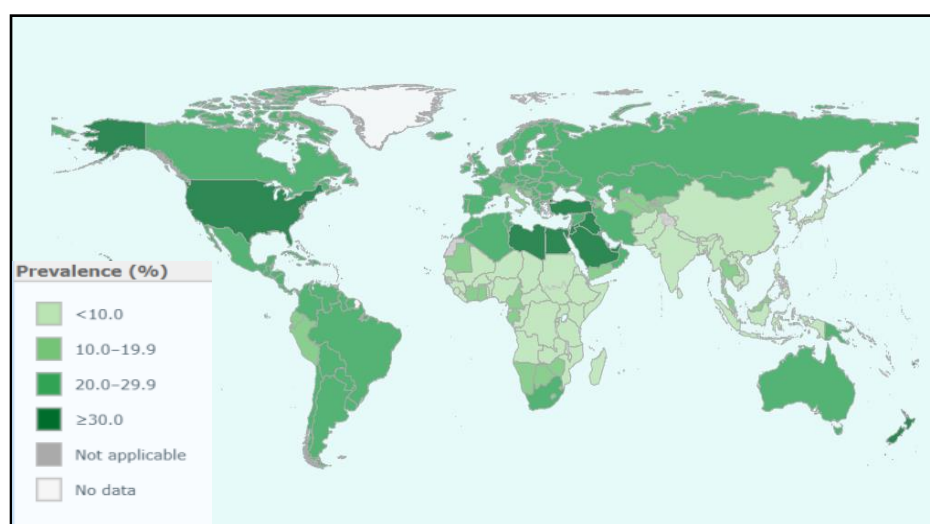 Prevalence (%)
<10.0
10.0–19.9
20.0–29.9
≥30.0
Not applicable
No data